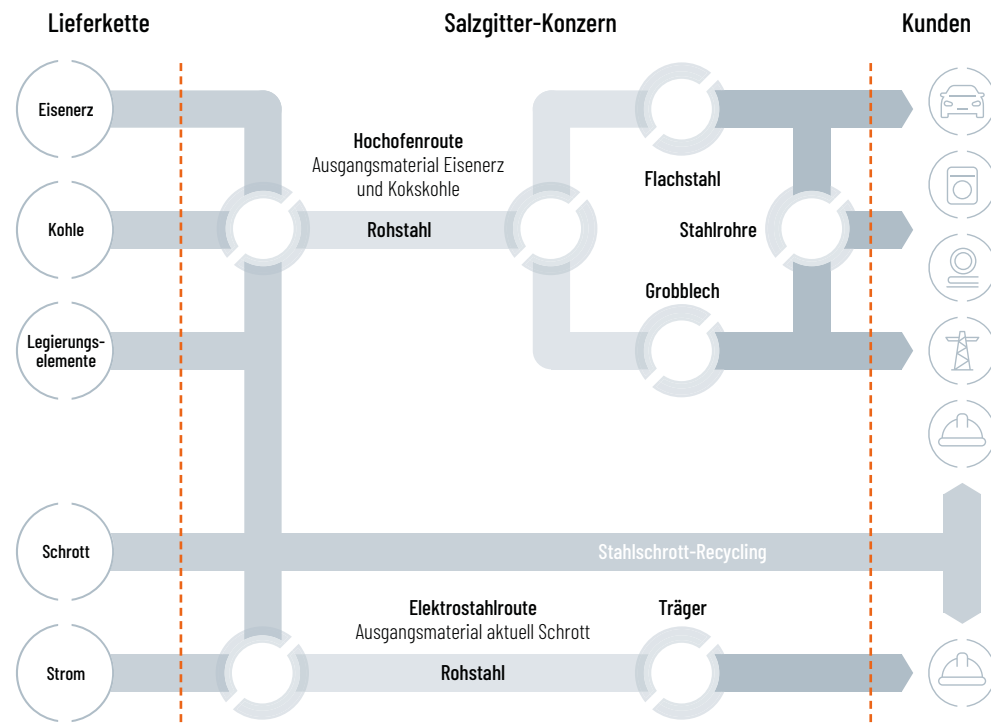 Lieferkette
Salzgitter-Konzern
Kunden
Eisenerz
Hochofenroute
Ausgangsmaterial Eisenerz
und Kokskohle
Flachstahl
Kohle
Rohstahl
Stahlrohre
Grobblech
Legierungs-
elemente
Schrott
Stahlschrott-Recycling
Elektrostahlroute
Ausgangsmaterial aktuell Schrott
Träger
Strom
Rohstahl